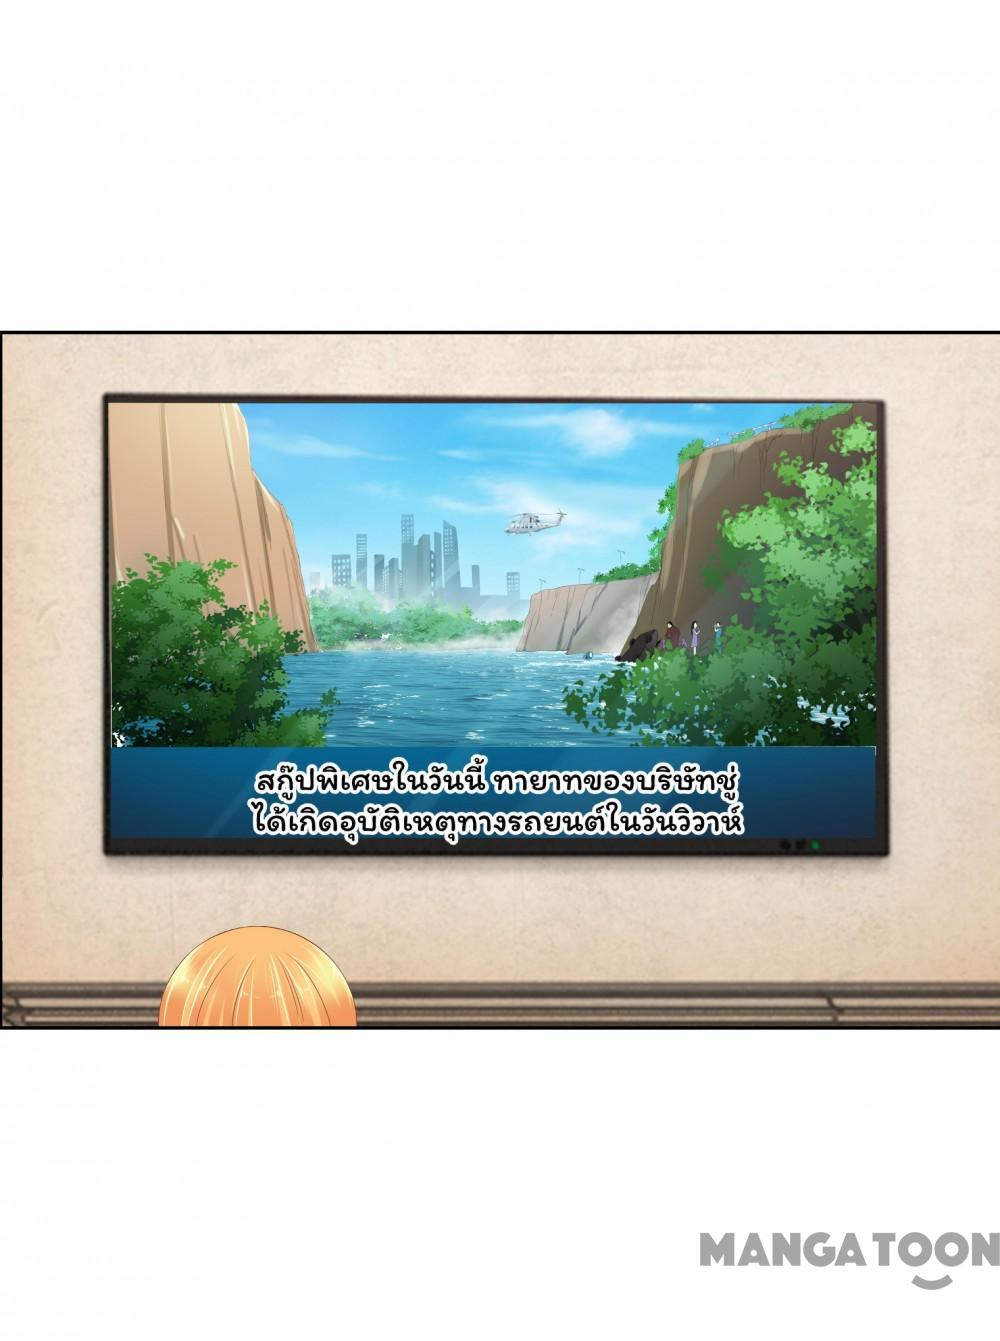 สกู๊ปพิเศษในวันนี้ ทายาทของบริษัทชู่
ได้เกิดอุบัติเหตุทางรถยนต์ในวันวิวาห์
MANGATOON